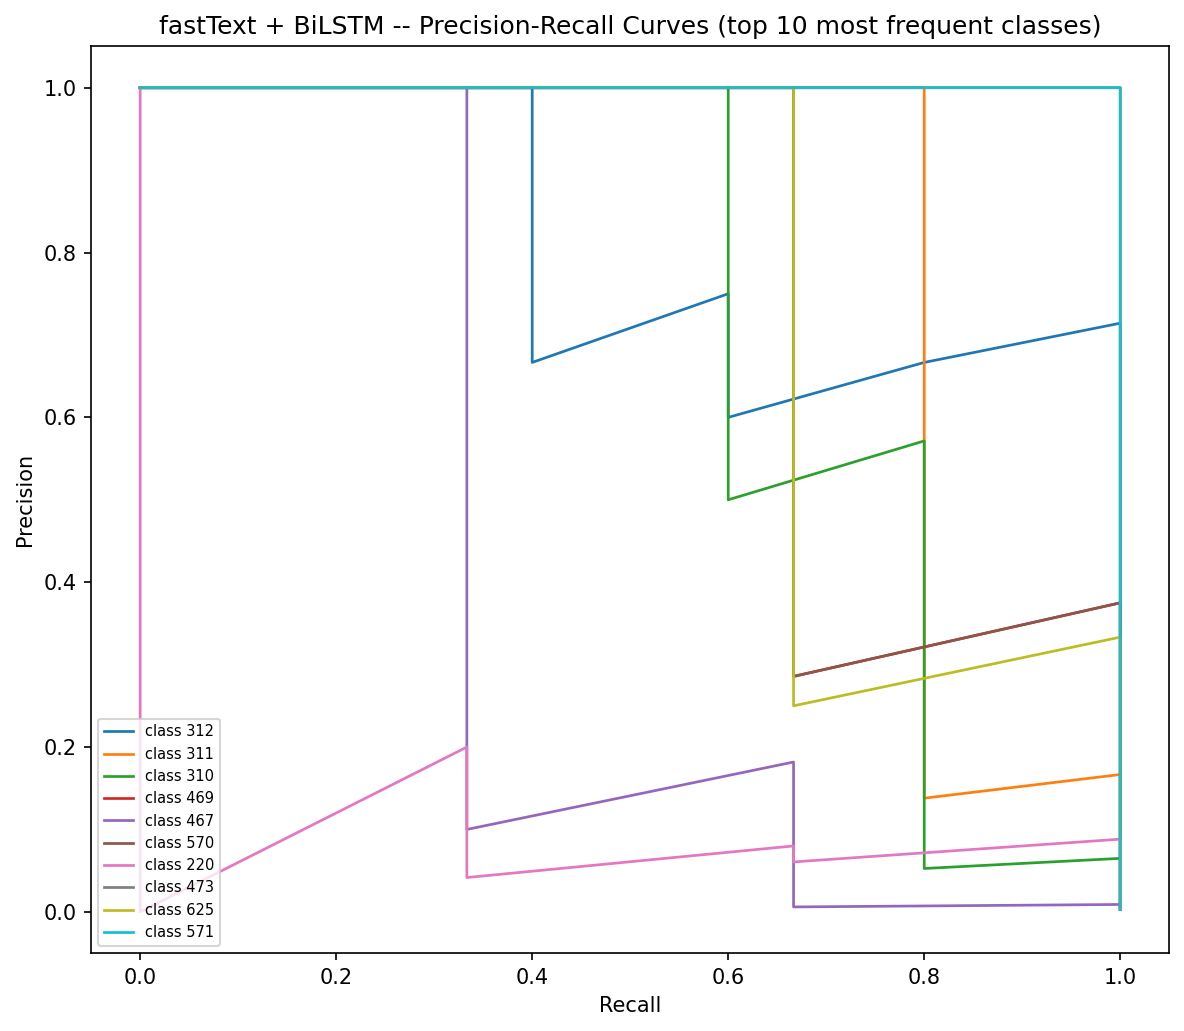 fastText + BiLSTM -- Precision-Recall Curves (top 10 most frequent classes)
1.0
0.8
0.6
0.4
0.2
0.0
Precision
class 312
class 311
class 310
class 469
class 467
class 570
class 220
class 473
class 625
class 571
0.0
0.2
0.4
0.6
0.8
1.0
Recall